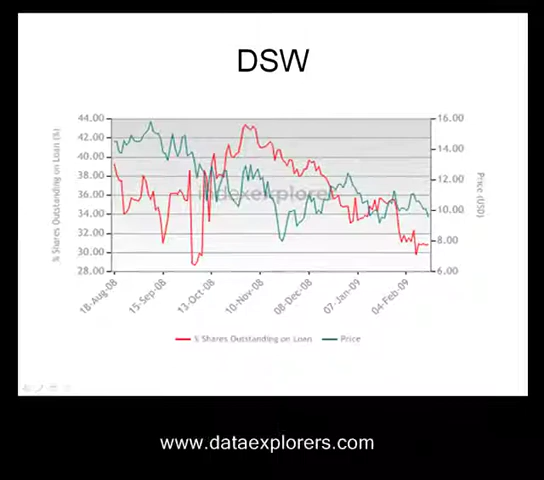 DSW
% Shares Outstanding on Loan (%)
44.00
42.00
40.00
38.00
36.00
34.00
32.00
30.00
28.00
16.00
14.00
12.00
10.00
8.00
6.00
Price (USD)
indexexplorers
18-Aug-08
15-Sep-08
13-Oct-08
10-Nov-08
08-Dec-08
07-Jan-09
04-Feb-09
% Shares Outstanding on Loan
Price
www.dataexplorers.com